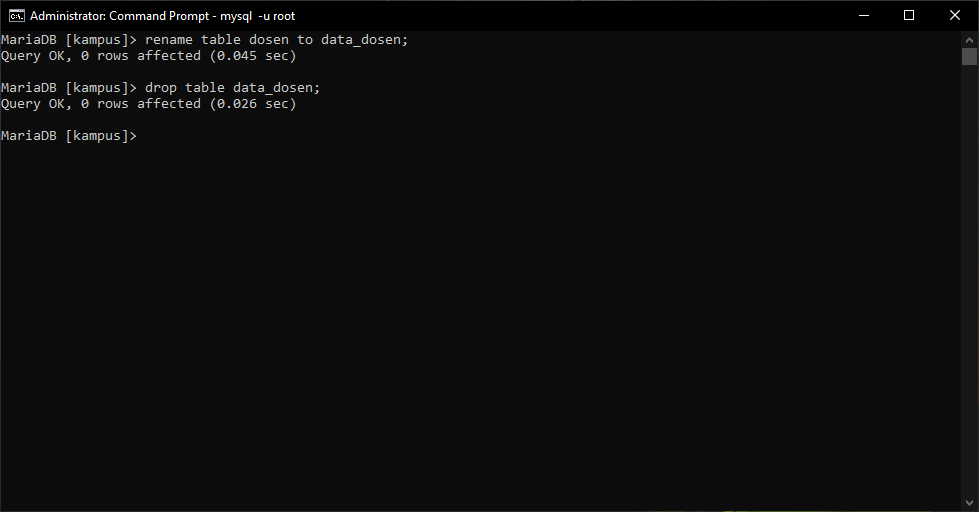 Administrator: Command Prompt - mysql  -u root
MariaDB [kampus]> rename table dosen to data_dosen;
Query OK, 0 rows affected (0.045 sec)
MariaDB [kampus]> drop table data_dosen;
Query OK, 0 rows affected (0.026 sec)
MariaDB [kampus]>